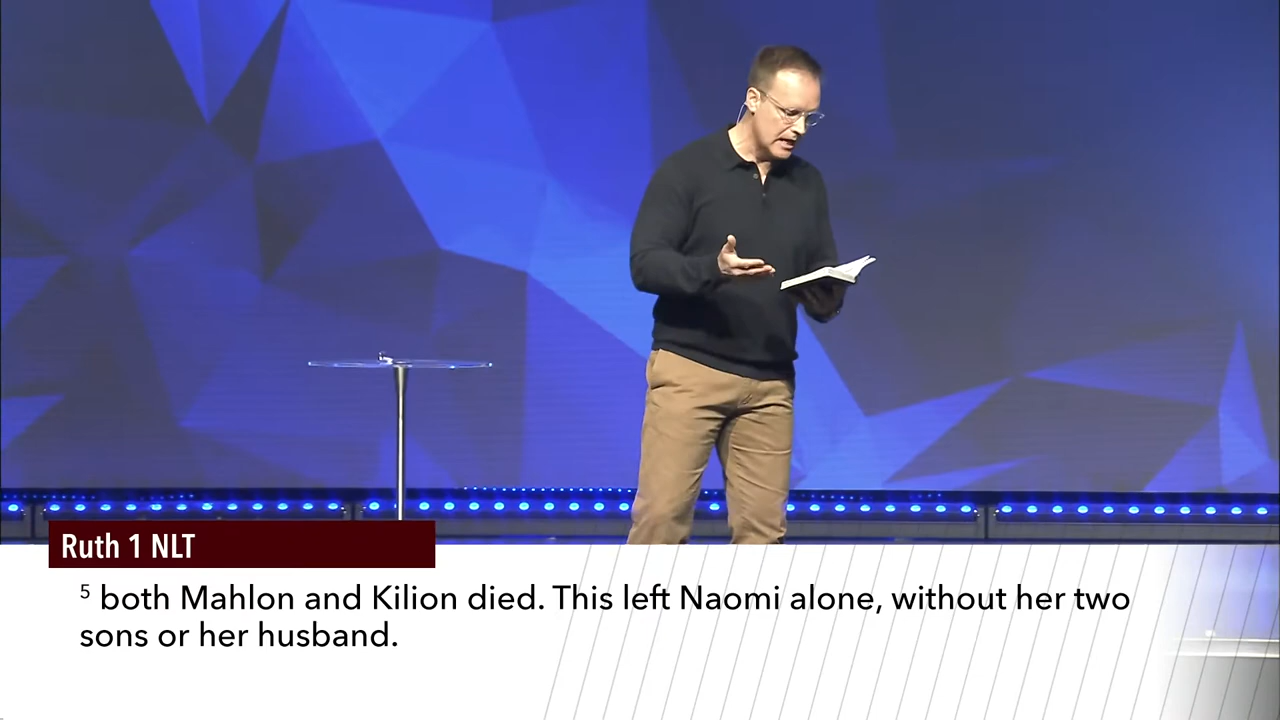 Ruth 1 NLT
5 both Mahlon and Kilion died. This left Naomi alone, without her two
sons or her husband.